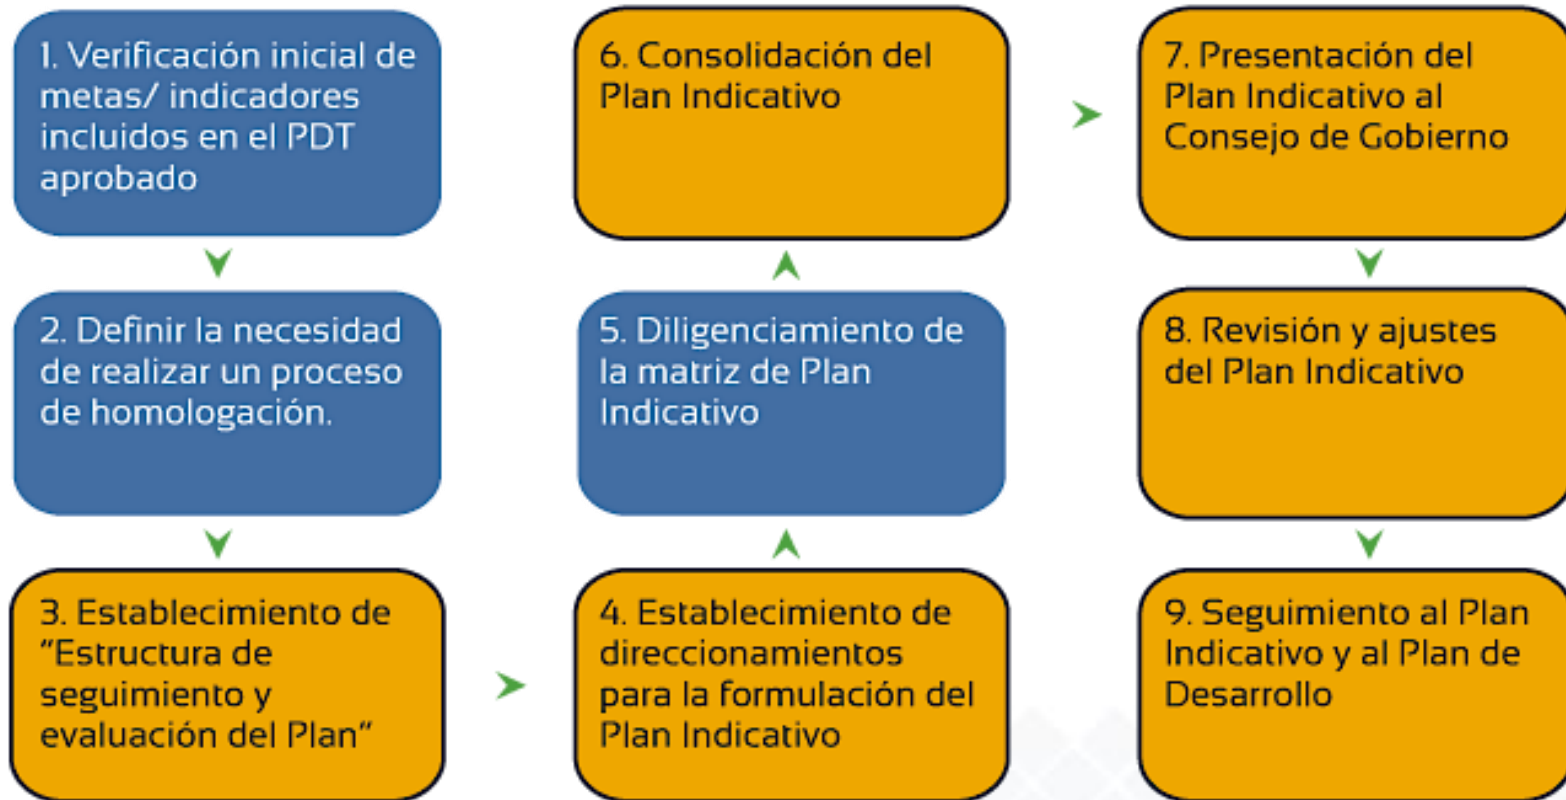 1. Verificación inicial de
metas/ indicadores
incluidos en el PDT
aprobado
2. Definir la necesidad
de realizar un proceso
de homologación.
3. Establecimiento de
“Estructura de
seguimiento y
evaluación del Plan”
4. Establecimiento de
direccionamientos
para la formulación del
Plan Indicativo
5. Diligenciamiento de
la matriz de Plan
Indicativo
6. Consolidación del
Plan Indicativo
7. Presentación del
Plan Indicativo al
Consejo de Gobierno
8. Revisión y ajustes
del Plan Indicativo
9. Seguimiento al Plan
Indicativo y al Plan de
Desarrollo